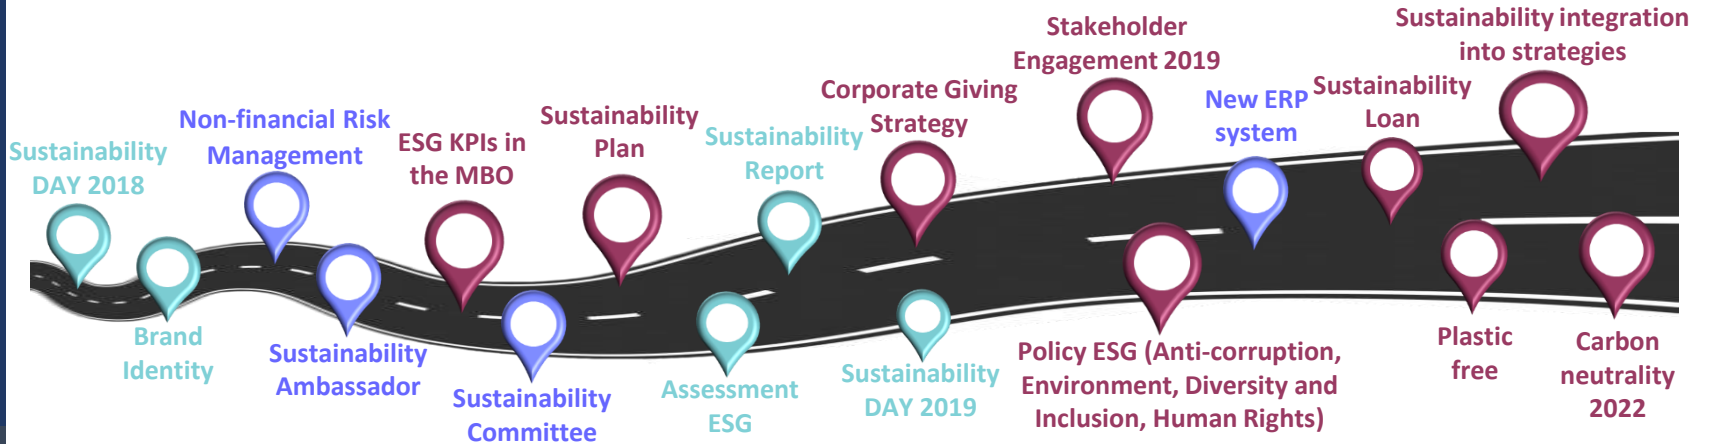 Sustainability
DAY 2018
Brand
Identity
Non-financial Risk
Management
Sustainability
Ambassador
ESG KPIs in
the MBO
Sustainability
Committee
Sustainability
Plan
Assessment
ESG
Sustainability
Report
Corporate Giving
Strategy
Sustainability
DAY 2019
Stakeholder
Engagement 2019
Policy ESG (Anti-corruption,
Environment, Diversity and
Inclusion, Human Rights)
New ERP
system
Sustainability
Loan
Plastic
free
Sustainability integration
into strategies
Carbon
neutrality
2022